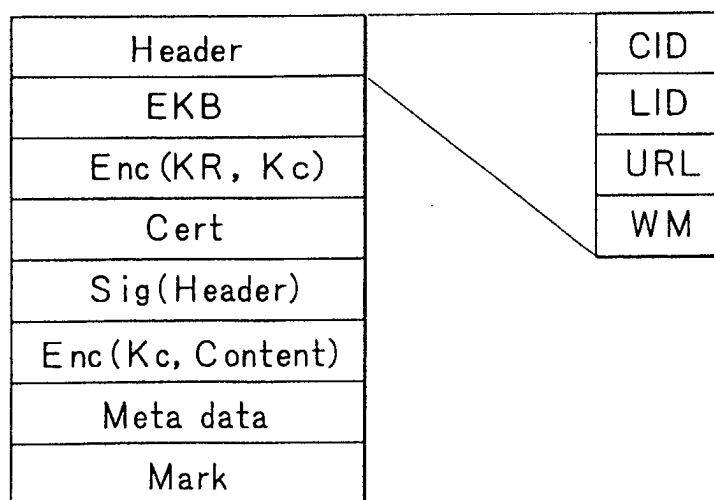 Header
EKB
Enc(KR, Kc)
Cert
Sig(Header)
Enc(Kc, Content)
Meta data
Mark
CID
LID
URL
WM